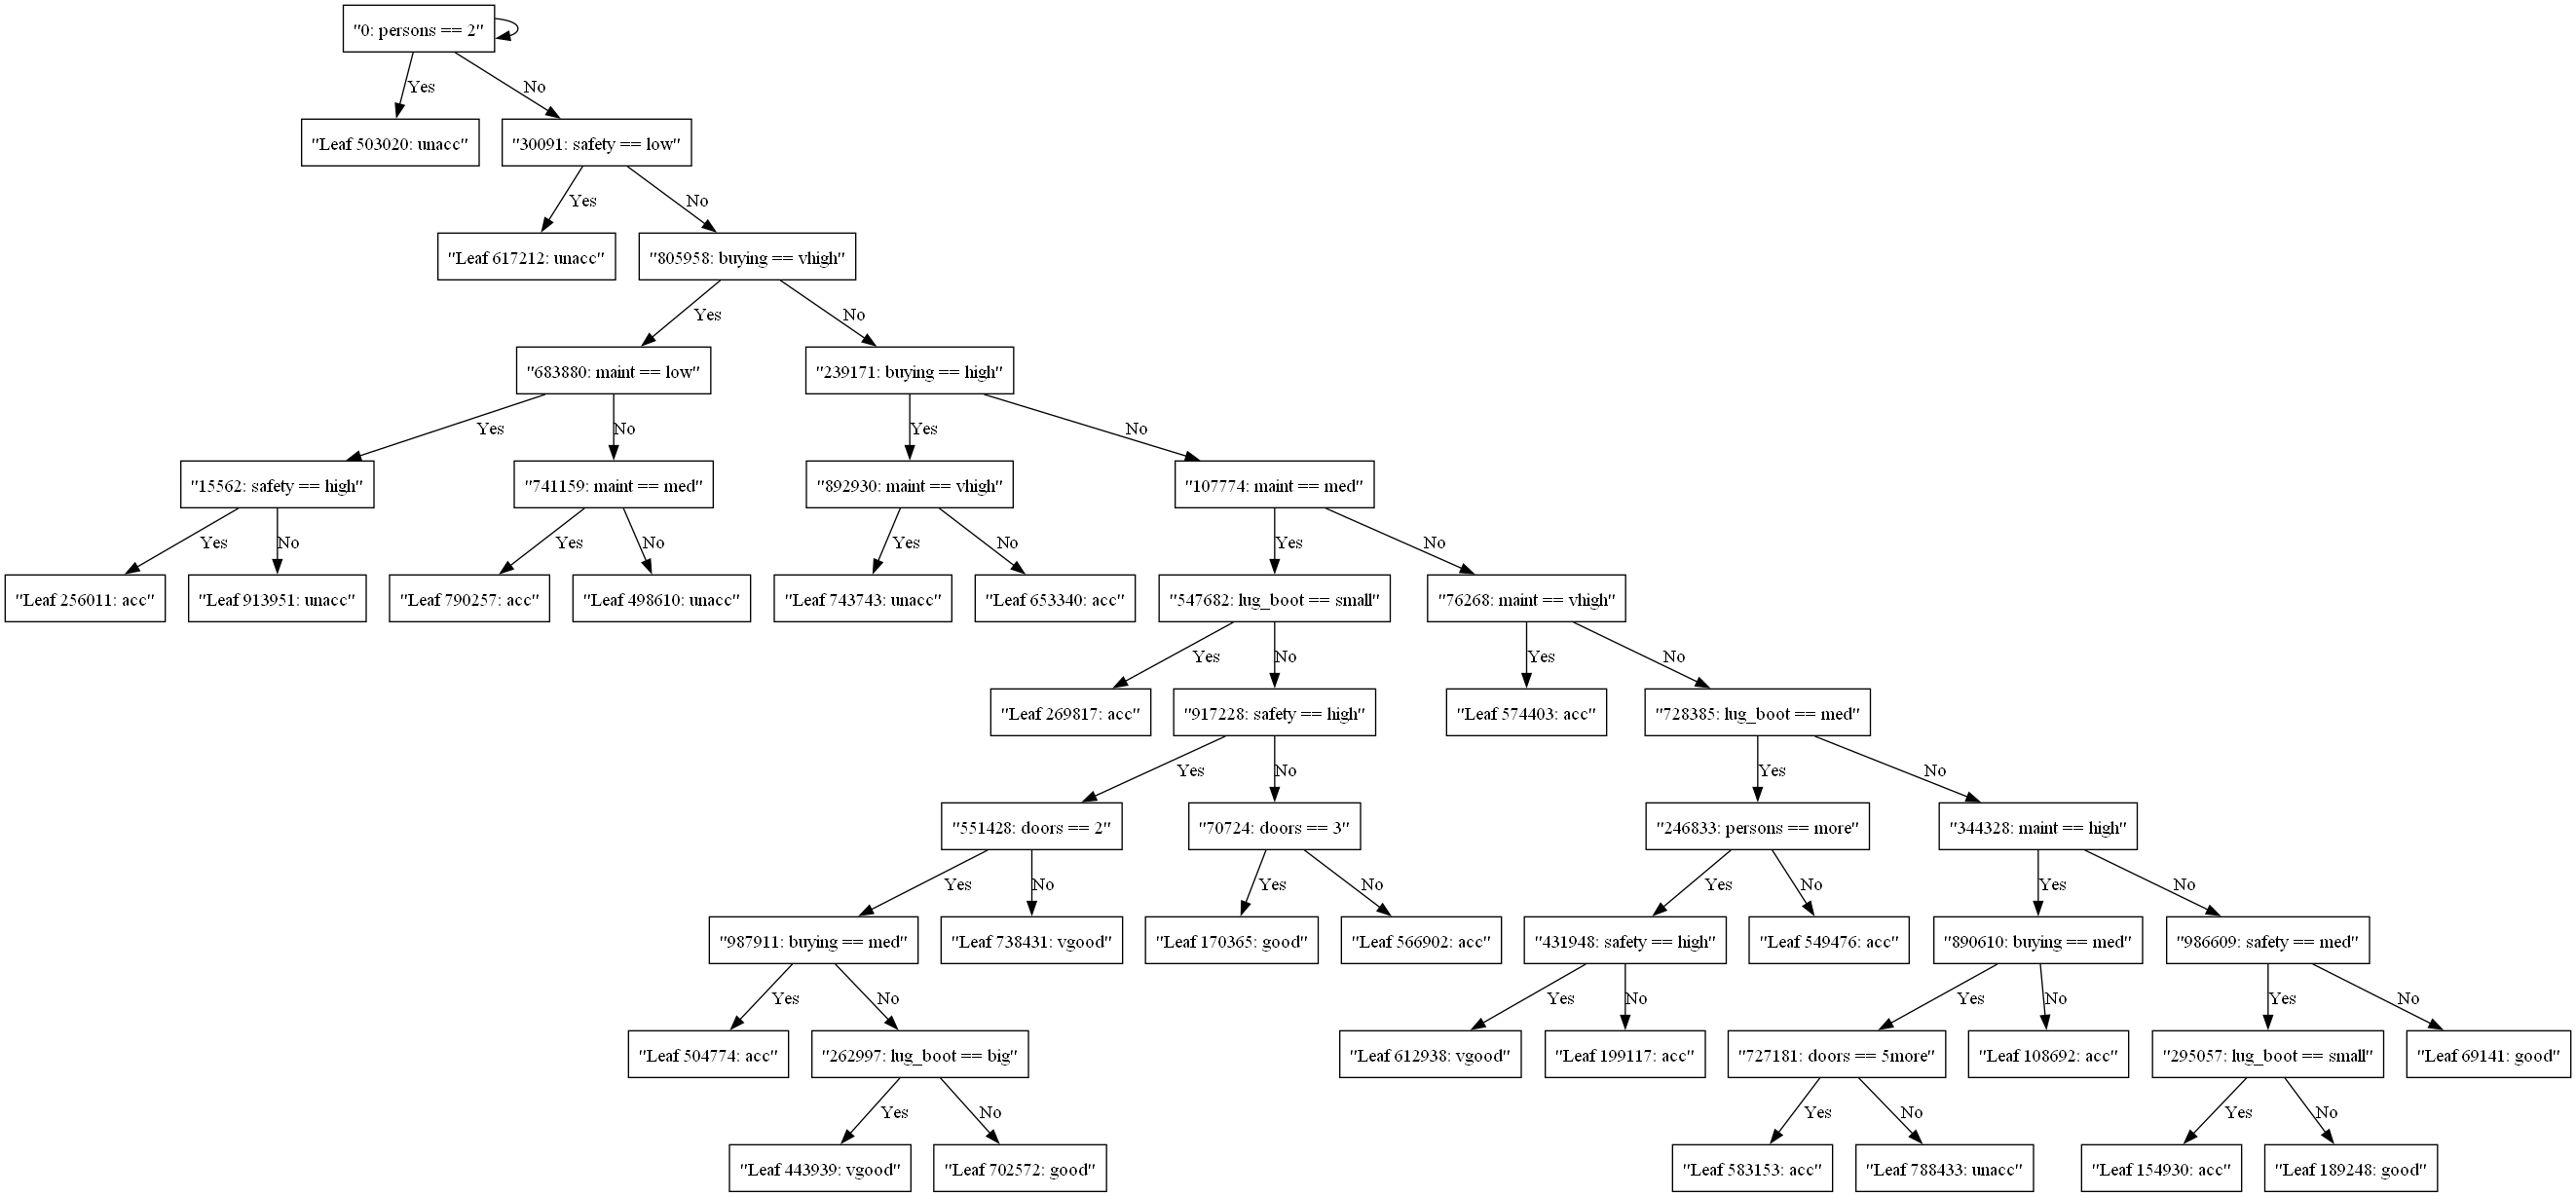 "0: persons == 2"
Yes
No
"Leaf 503020: unacc"
"30091: safety == low"
Yes
No
"Leaf 617212: unacc"
"805958: buying == vhigh"
Yes
No
"683880: maint == low"
"239171: buying == high"
Yes
No
Yes
No
"15562: safety == high"
"741159: maint == med"
"892930: maint == vhigh"
"107774: maint == med"
Yes
No
Yes
No
Yes
No
Yes
No
"Leaf 256011: acc"
"Leaf 913951: unacc"
"Leaf 790257: acc"
"Leaf 498610: unacc"
"Leaf 743743: unacc"
"Leaf 653340: acc"
"547682: lug_boot == small"
"76268: maint == vhigh"
Yes
No
Yes
No
"Leaf 269817: acc"
"917228: safety == high"
"Leaf 574403: acc"
"728385: lug_boot == med"
Yes
No
Yes
No
"551428: doors == 2"
"70724: doors == 3"
"246833: persons == more"
"344328: maint == high"
Yes
No
Yes
No
Yes
No
Yes
No
"987911: buying == med"
"Leaf 738431: vgood"
"Leaf 170365: good"
"Leaf 566902: acc"
"431948: safety == high"
"Leaf 549476: acc"
"890610: buying == med"
"986609: safety == med"
Yes
No
Yes
No
Yes
No
Yes
No
"Leaf 504774: acc"
"262997: lug_boot == big"
"Leaf 612938: vgood"
"Leaf 199117: acc"
"727181: doors == 5more"
"Leaf 108692: acc"
"295057: lug_boot == small"
"Leaf 69141: good"
Yes
No
Yes
No
Yes
No
"Leaf 443939: vgood"
"Leaf 702572: good"
"Leaf 583153: acc"
"Leaf 788433: unacc"
"Leaf 154930: acc"
"Leaf 189248: good"